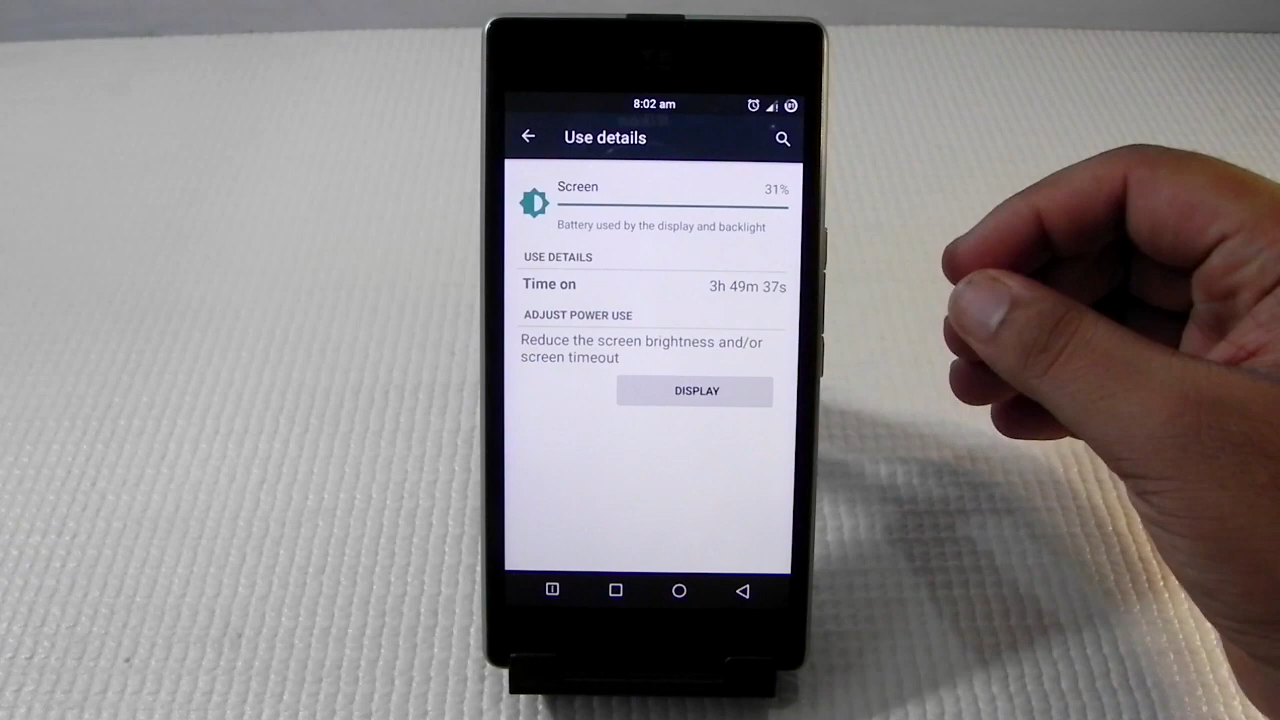 8:02 am
Use details
Screen 31%
Battery used by the display and backlight
USE DETAILS
Time on 3h 49m 37s
ADJUST POWER USE
Reduce the screen brightness and/or
screen timeout
DISPLAY